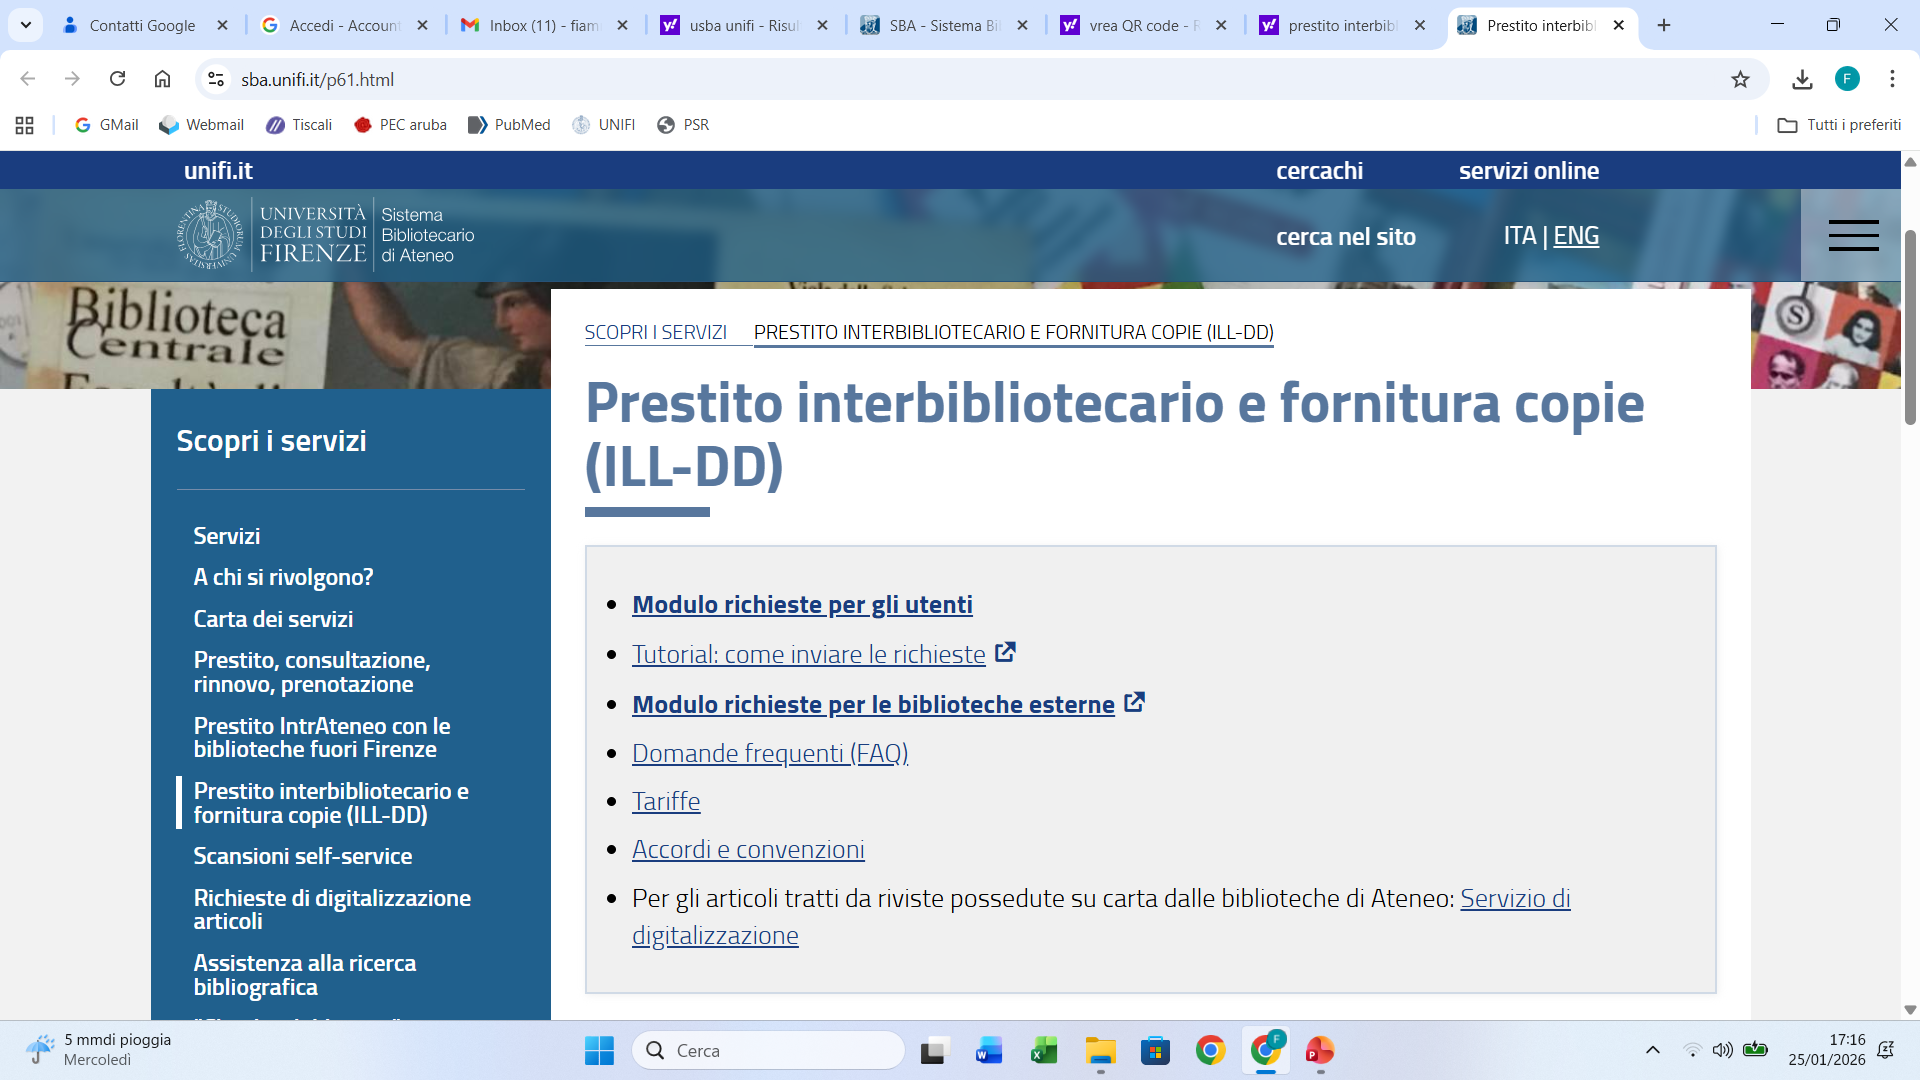 Contatti Google
Accedi - Account
Inbox (11) - fiam
usba unifi - Risul
SBA - Sistema Bi
vrea QR code - R
prestito interbibl
Prestito interbibl
sba.unifi.it/p61.html
F
GMail
Webmail
Tiscali
PEC aruba
PubMed
UNIFI
PSR
Tutti i preferiti
unifi.it
cercachi
servizi online
UNIVERSITÀ
DEGLI STUDI
FIRENZE
Sistema
Bibliotecario
di Ateneo
cerca nel sito
ITA | ENG
Biblioteca
Centrale
SCOPRI I SERVIZI
PRESTITO INTERBIBLIOTECARIO E FORNITURA COPIE (ILL-DD)
Prestito interbibliotecario e fornitura copie
(ILL-DD)
Scopri i servizi
Servizi
A chi si rivolgono?
Carta dei servizi
Prestito, consultazione,
rinnovo, prenotazione
Prestito IntrAteneo con le
biblioteche fuori Firenze
Prestito interbibliotecario e
fornitura copie (ILL-DD)
Scansioni self-service
Richieste di digitalizzazione
articoli
Assistenza alla ricerca
bibliografica
Modulo richieste per gli utenti
Tutorial: come inviare le richieste
Modulo richieste per le biblioteche esterne
Domande frequenti (FAQ)
Tariffe
Accordi e convenzioni
Per gli articoli tratti da riviste possedute su carta dalle biblioteche di Ateneo: Servizio di
digitalizzazione
5 mmdi pioggia
Mercoledì
Cerca
17:16
25/01/2026